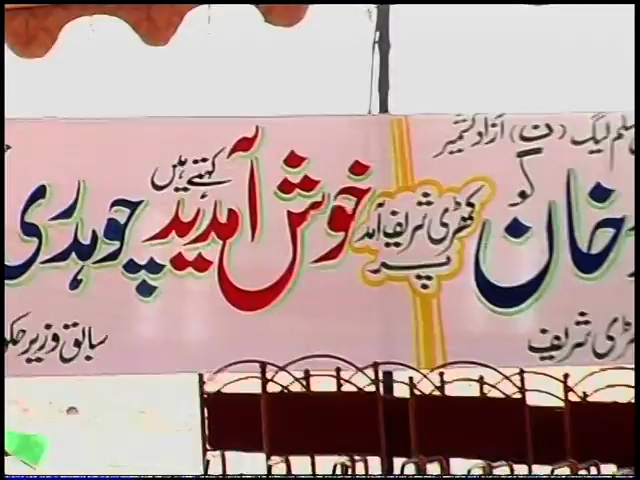 مسلم لیگ (ن) آزاد کشمیر
خان کو کھڑی شریف آمد پر خوش آمدید کہتے ہیں چوہدری
کھڑی شریف
سابق وزیر حکو